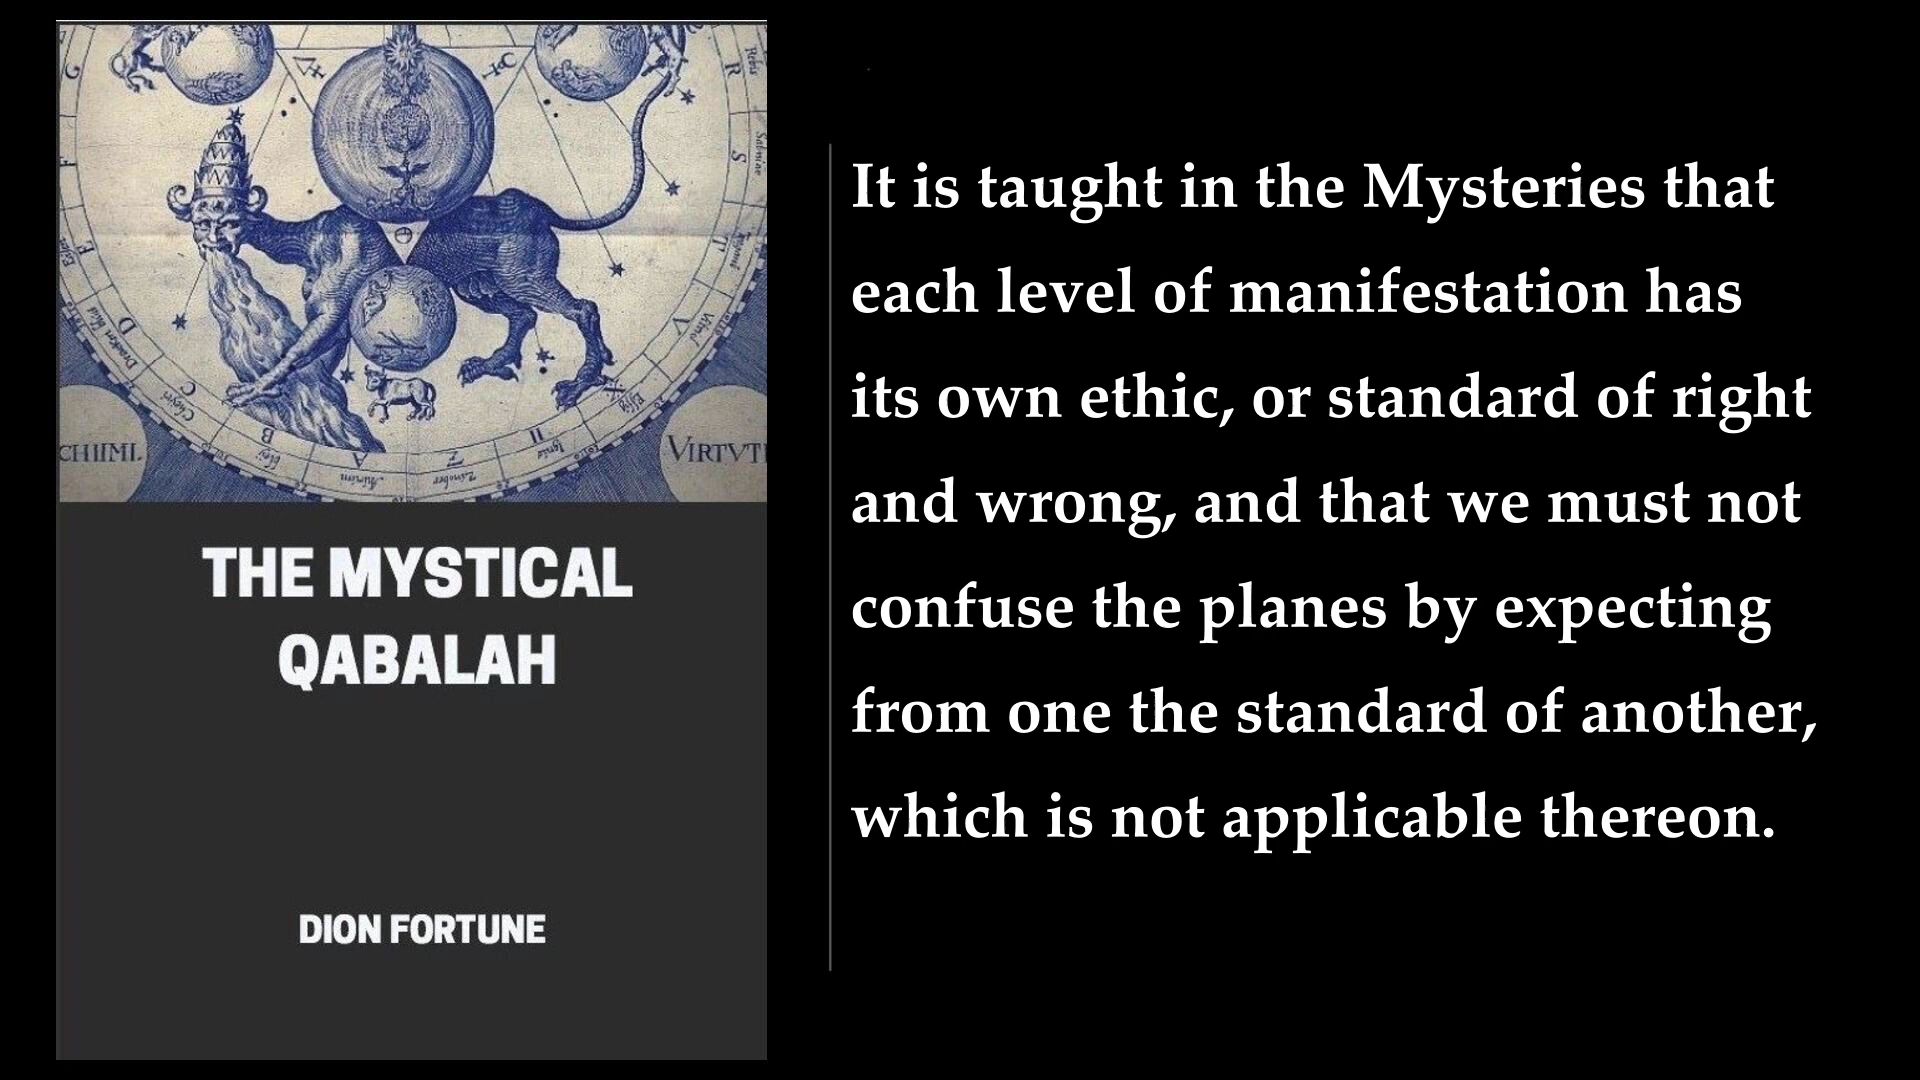 CHIIMI.
VIRTVTI
THE MYSTICAL
QABALAH
DION FORTUNE
It is taught in the Mysteries that
each level of manifestation has
its own ethic, or standard of right
and wrong, and that we must not
confuse the planes by expecting
from one the standard of another,
which is not applicable thereon.